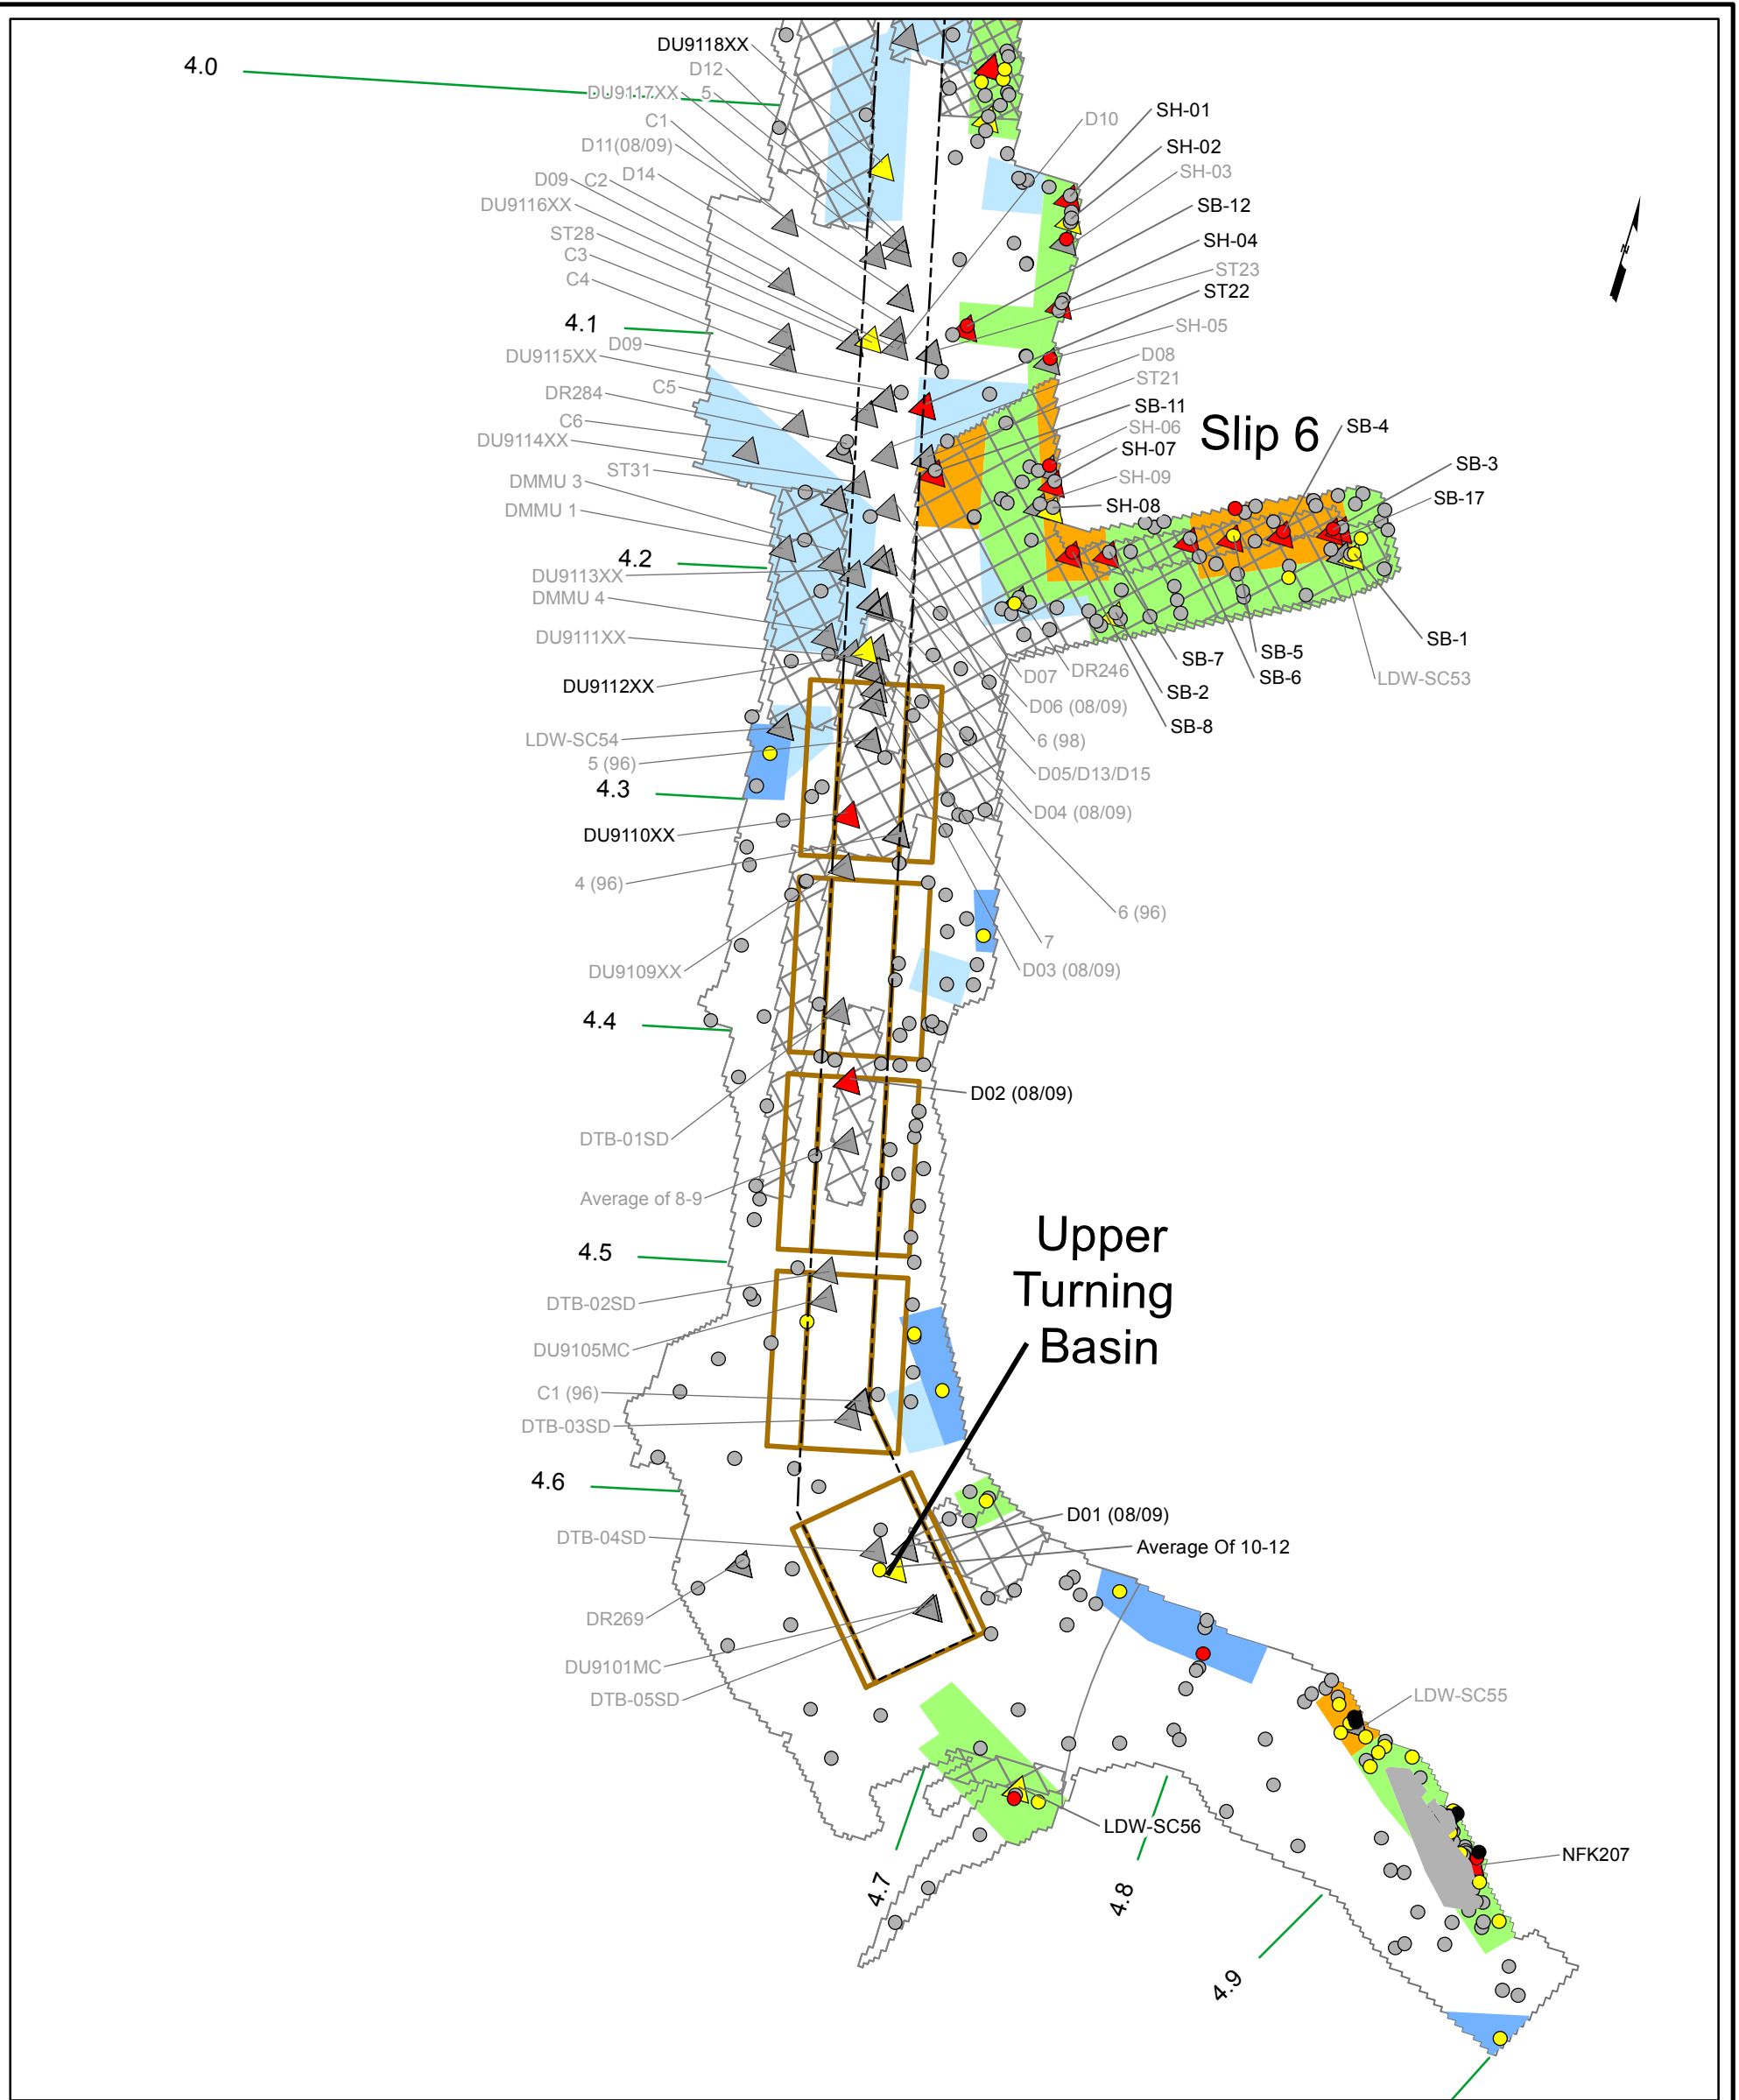 DU9118XX
4.0
D12
DU9117XX
5
C1
D10
SH-01
D11(08/09)
SH-02
D14
SH-03
D09
C2
DU9116XX
SB-12
ST28
SH-04
C3
ST23
C4
ST22
4.1
SH-05
D09
DU9115XX
D08
ST21
C5
DR284
SB-11
C6
SH-06
Slip 6
SB-4
DU9114XX
SH-07
SB-3
ST31
SH-09
DMMU 3
SB-17
DMMU 1
SH-08
4.2
DU9113XX
DMMU 4
DU9111XX
SB-1
SB-7
SB-5
DR246
D07
SB-6
LDW-SC53
DU9112XX
SB-2
D06 (08/09)
SB-8
LDW-SC54
6 (98)
5 (96)
D05/D13/D15
4.3
D04 (08/09)
DU9110XX
4 (96)
6 (96)
7
DU9109XX
D03 (08/09)
4.4
D02 (08/09)
DTB-01SD
Average of 8-9
Upper
Turning
Basin
4.5
DTB-02SD
DU9105MC
C1 (96)
DTB-03SD
4.6
D01 (08/09)
DTB-04SD
Average Of 10-12
DR269
DU9101MC
DTB-05SD
LDW-SC55
LDW-SC56
NFK207
4.7
4.8
4.9
N